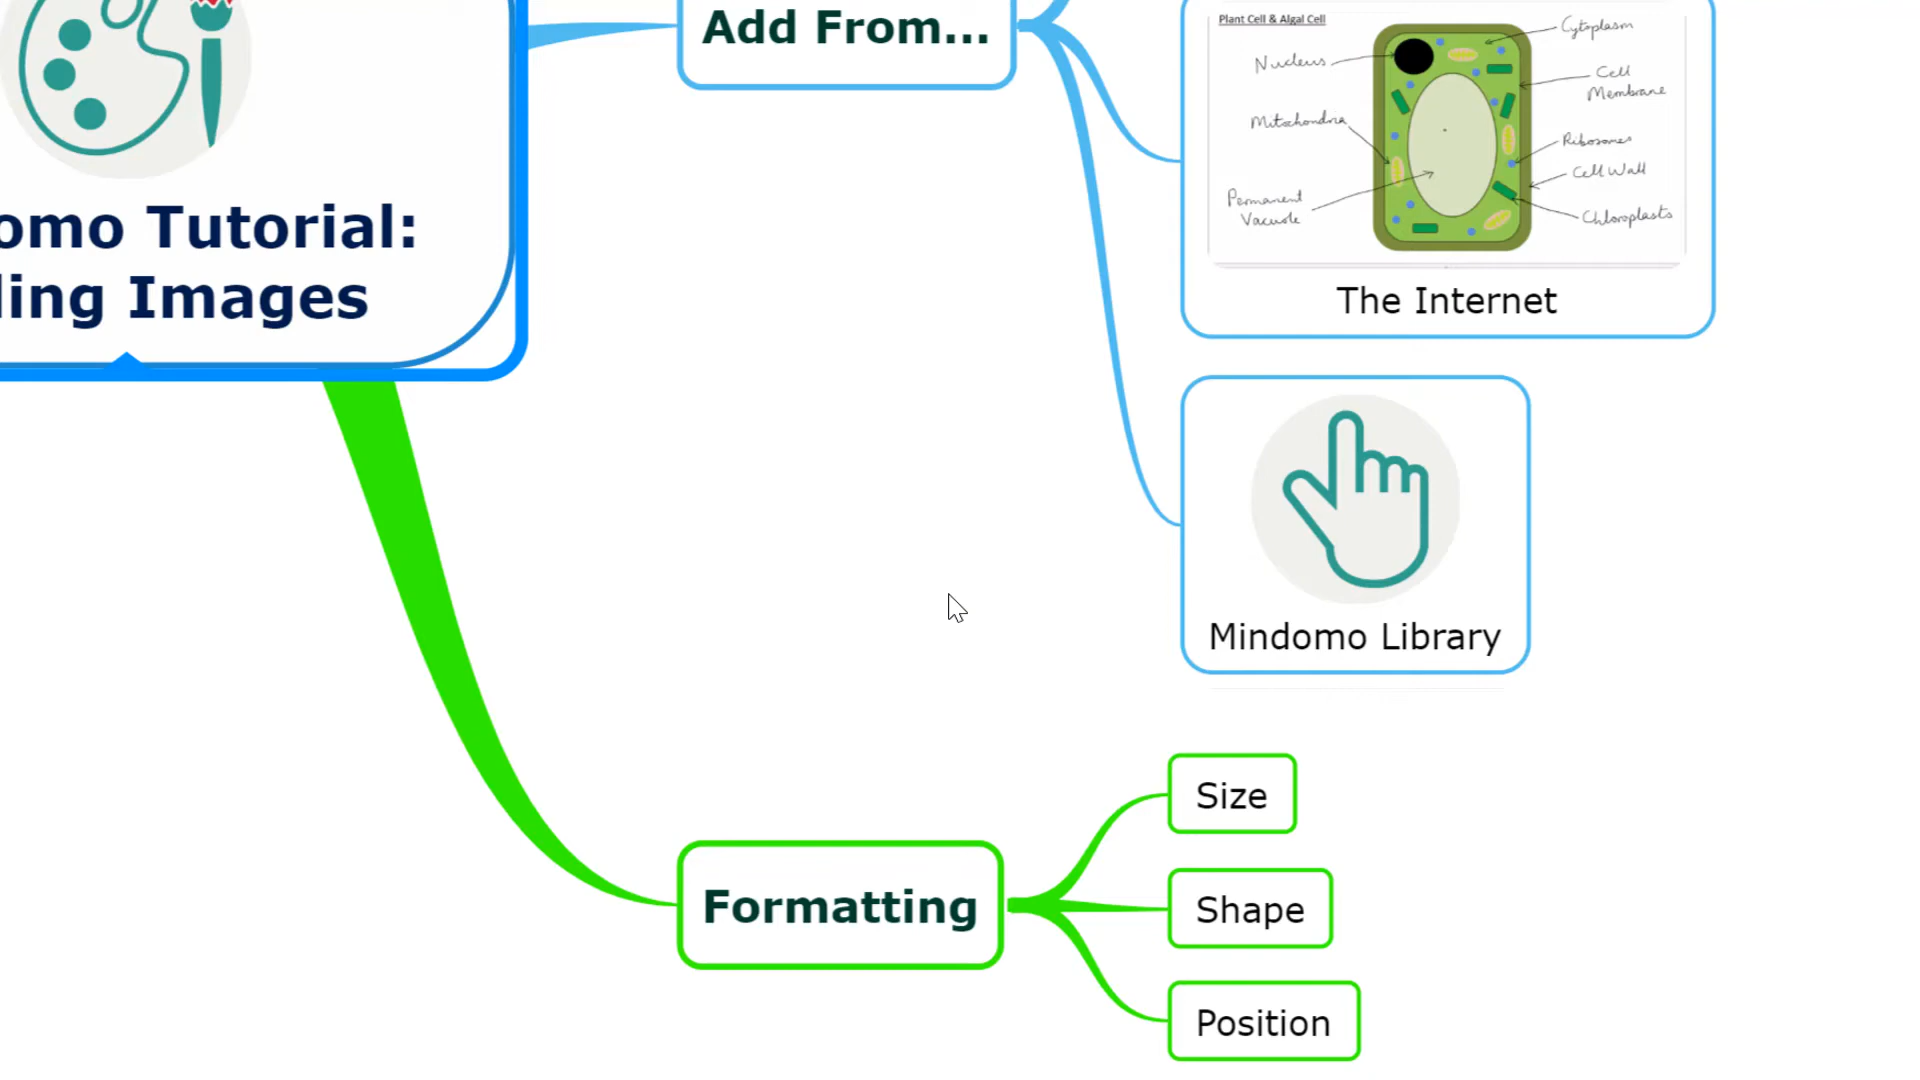 omo Tutorial:
ling Images
Add From...
Plant Cell & Algal Cell
Nucleus
Mitochondria
Permanent
Vacuole
Cytoplasm
Cell
Membrane
Ribosomes
Cell Wall
Chloroplasts
The Internet
Mindomo Library
Formatting
Size
Shape
Position